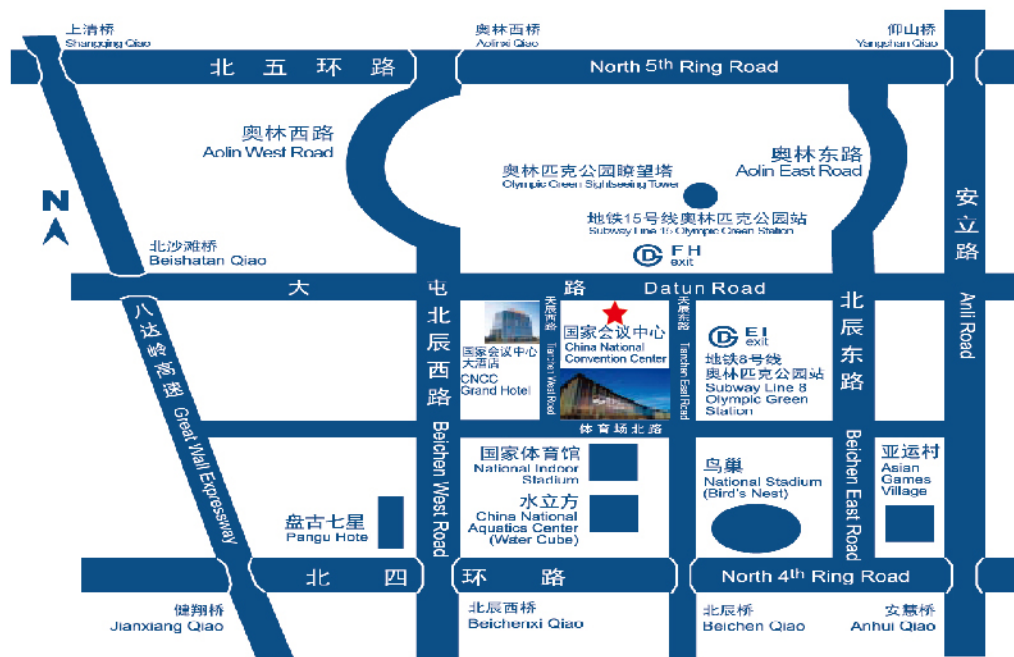 上清桥
Shangqing Qiao
奥林西桥
Aolinxi Qiao
仰山桥
Yangshan Qiao
北五环路
North 5th Ring Road
奥林西路
Aolin West Road
奥林东路
Aolin East Road
奥林匹克公园瞭望塔
Olympic Green Sightseeing Tower
地铁15号线奥林匹克公园站
Subway Line 15 Olympic Green Station
F H
exit
N
安立路
Anli Road
北沙滩桥
Beishatan Qiao
大屯路
Datun Road
八达岭高速
Great Wall Expressway
北辰西路
Beichen West Road
国家会议中心
大酒店
CNCC
Grand Hotel
天辰西路
Tianchen West Road
国家会议中心
China National
Convention Center
天辰东路
Tianchen East Road
E I
exit
地铁8号线
奥林匹克公园站
Subway Line 8
Olympic Green
Station
北辰东路
Beichen East Road
体育场北路
国家体育馆
National Indoor
Stadium
鸟巢
National Stadium
(Bird's Nest)
亚运村
Asian
Games
Village
盘古七星
Pangu Hote
水立方
China National
Aquatics Center
(Water Cube)
北四环路
North 4th Ring Road
健翔桥
Jianxiang Qiao
北辰西桥
Beichenxi Qiao
北辰桥
Beichen Qiao
安慧桥
Anhui Qiao